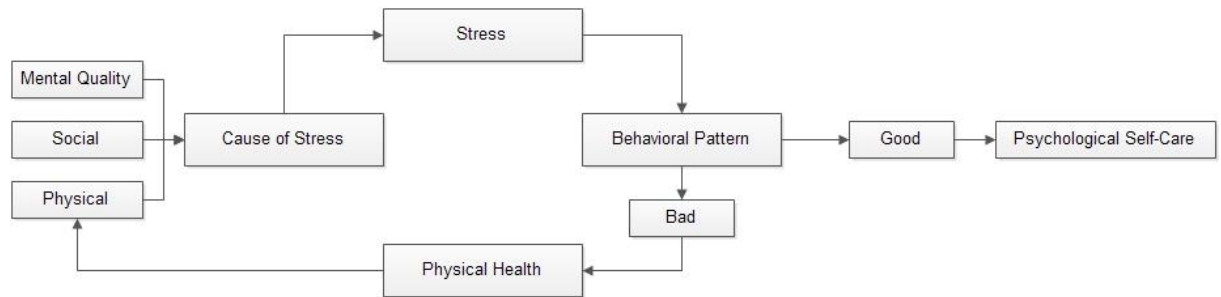 Stress
Mental Quality
Social
Cause of Stress
Behavioral Pattern
Good
Psychological Self-Care
Physical
Bad
Physical Health